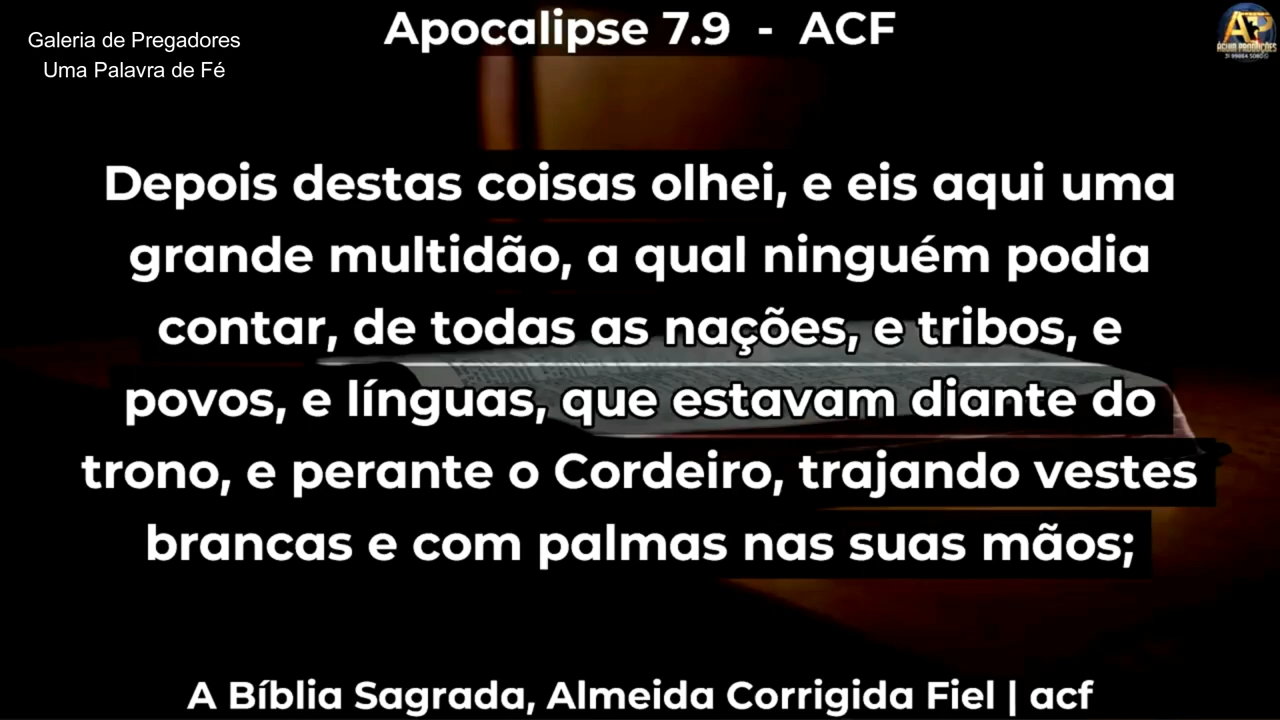 Apocalipse 7.9 - ACF
Galeria de Pregadores
Uma Palavra de Fé
Depois destas coisas olhei, e eis aqui uma
grande multidão, a qual ninguém podia
contar, de todas as nações, e tribos, e
povos, e línguas, que estavam diante do
trono, e perante o Cordeiro, trajando vestes
brancas e com palmas nas suas mãos;
A Bíblia Sagrada, Almeida Corrigida Fiel | acf